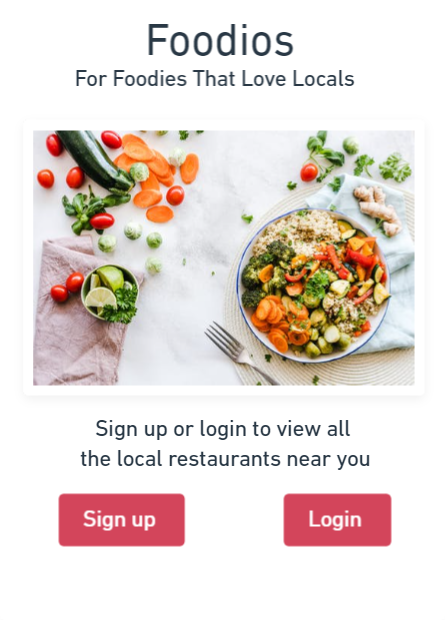 Foodios
For Foodies That Love Locals
Sign up or login to view all
the local restaurants near you
Sign up
Login